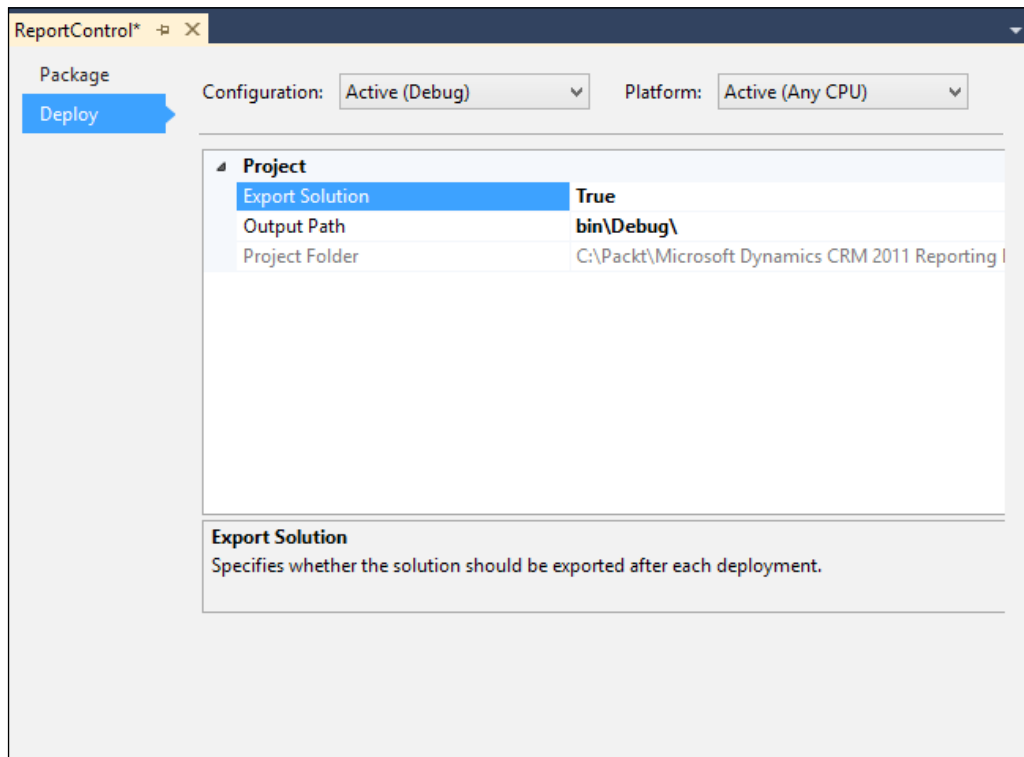 ReportControl*
Package
Deploy
Configuration: Active (Debug) Platform: Active (Any CPU)
Project
Export Solution True
Output Path bin\Debug\
Project Folder C:\Packt\Microsoft Dynamics CRM 2011 Reporting
Export Solution
Specifies whether the solution should be exported after each deployment.